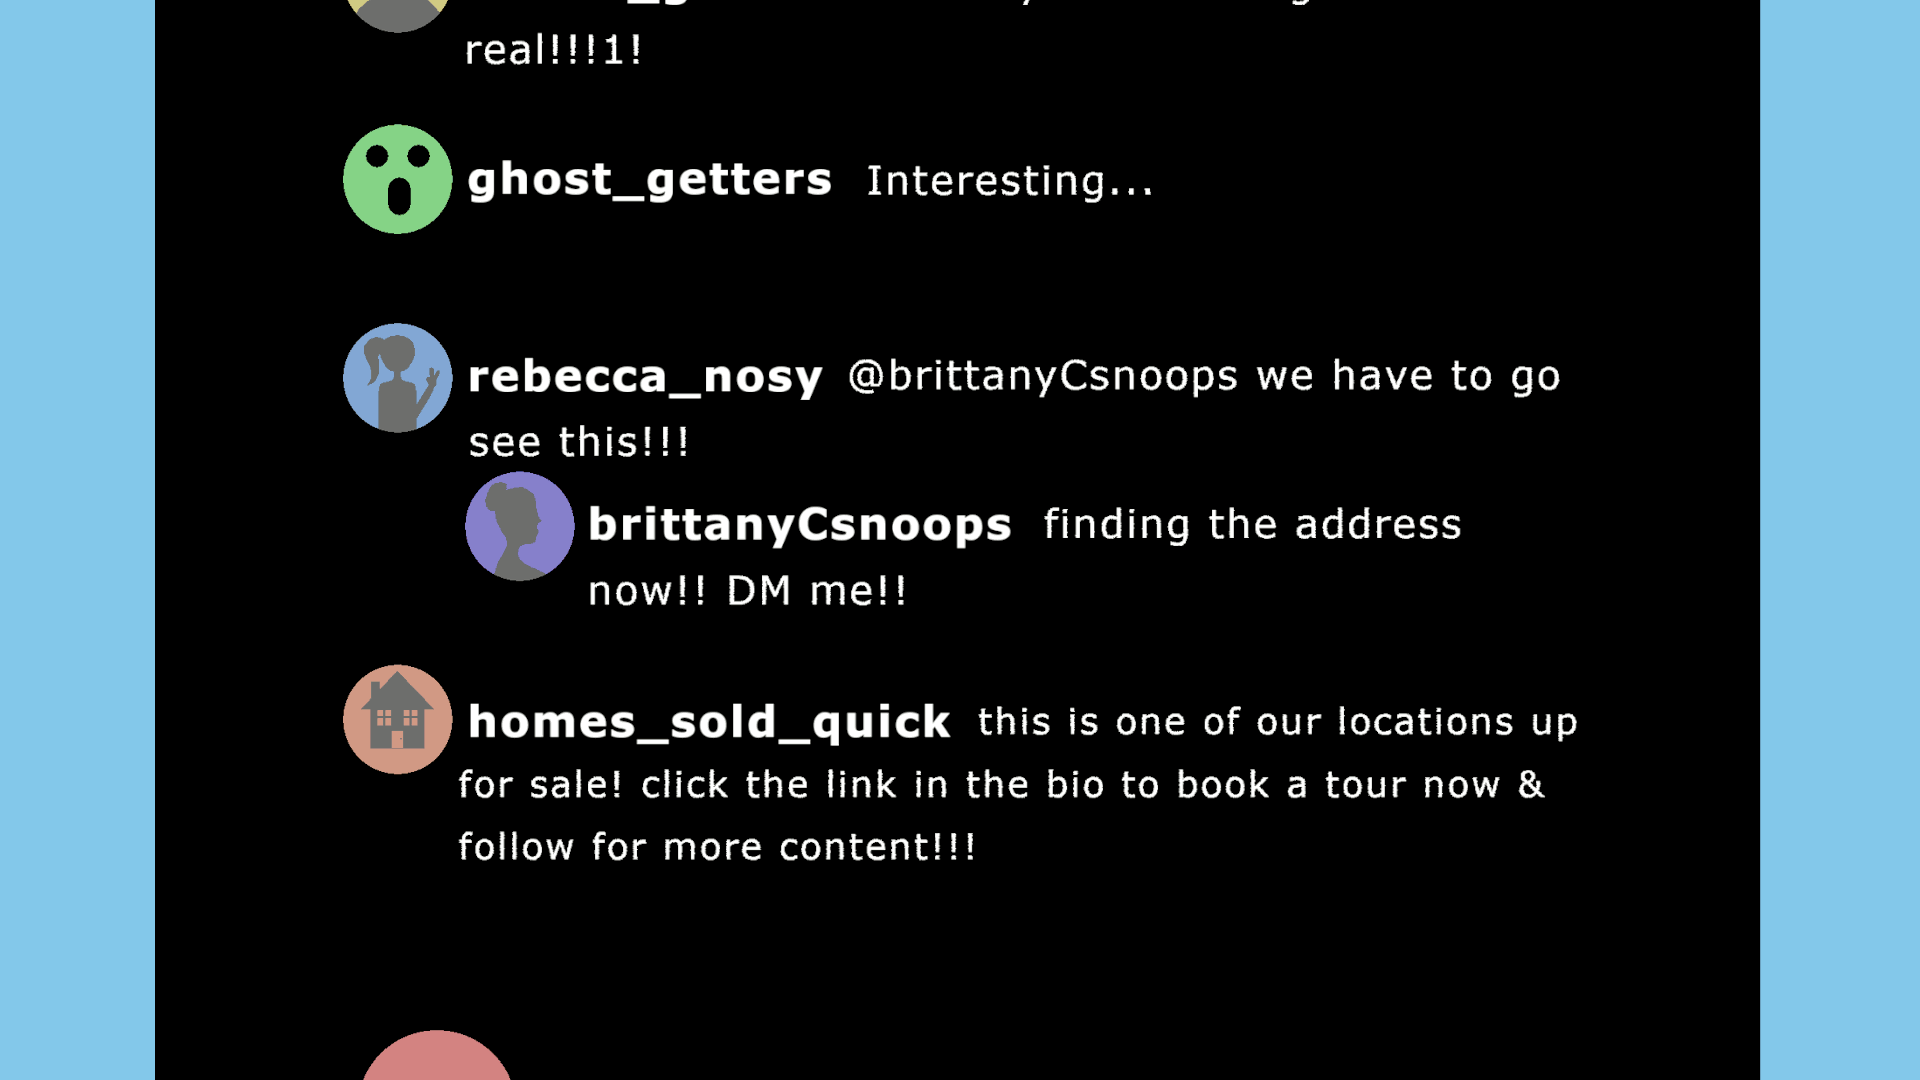 real!!!1!
ghost_getters Interesting...
rebecca_nosy @brittanyCsnoops we have to go
see this!!!
brittanyCsnoops finding the address
now!! DM me!!
homes_sold_quick this is one of our locations up
for sale! click the link in the bio to book a tour now &
follow for more content!!!